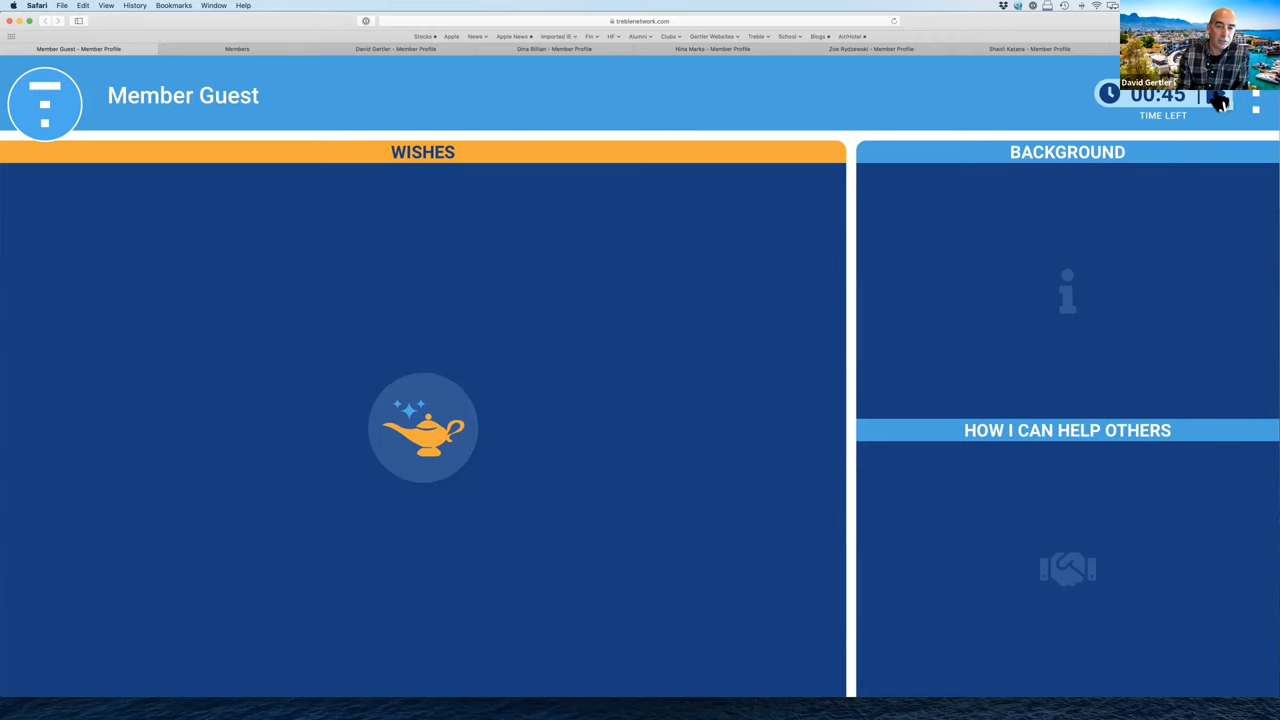 Safari File Edit View History Bookmarks Window Help
treblenetwork.com
Stocks Apple News Apple News Imported IE Fin HF Alumni Clubs Gertler Websites Treble School Blogs Air/Hotel
Member Guest - Member Profile Members David Gertler - Member Profile Dina Billian - Member Profile Nina Marks - Member Profile Zoe Rydzewski - Member Profile Shaoli Katana - Member Profile
David Gertler
Member Guest
00:45
TIME LEFT
WISHES
BACKGROUND
HOW I CAN HELP OTHERS